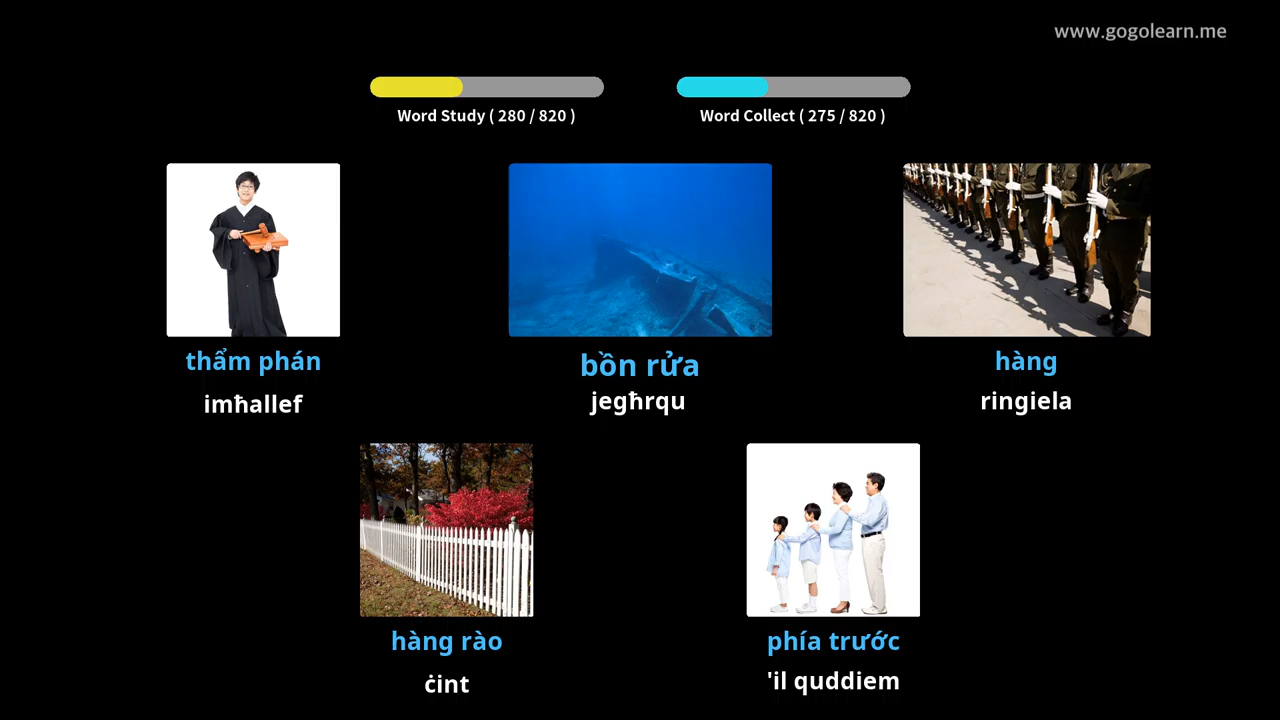 www.gogolearn.me
Word Study ( 280 / 820 )
Word Collect ( 275 / 820 )
thẩm phán
imħallef
bồn rửa
jegħrqu
hàng
ringiela
hàng rào
ċint
phía trước
'il quddiem